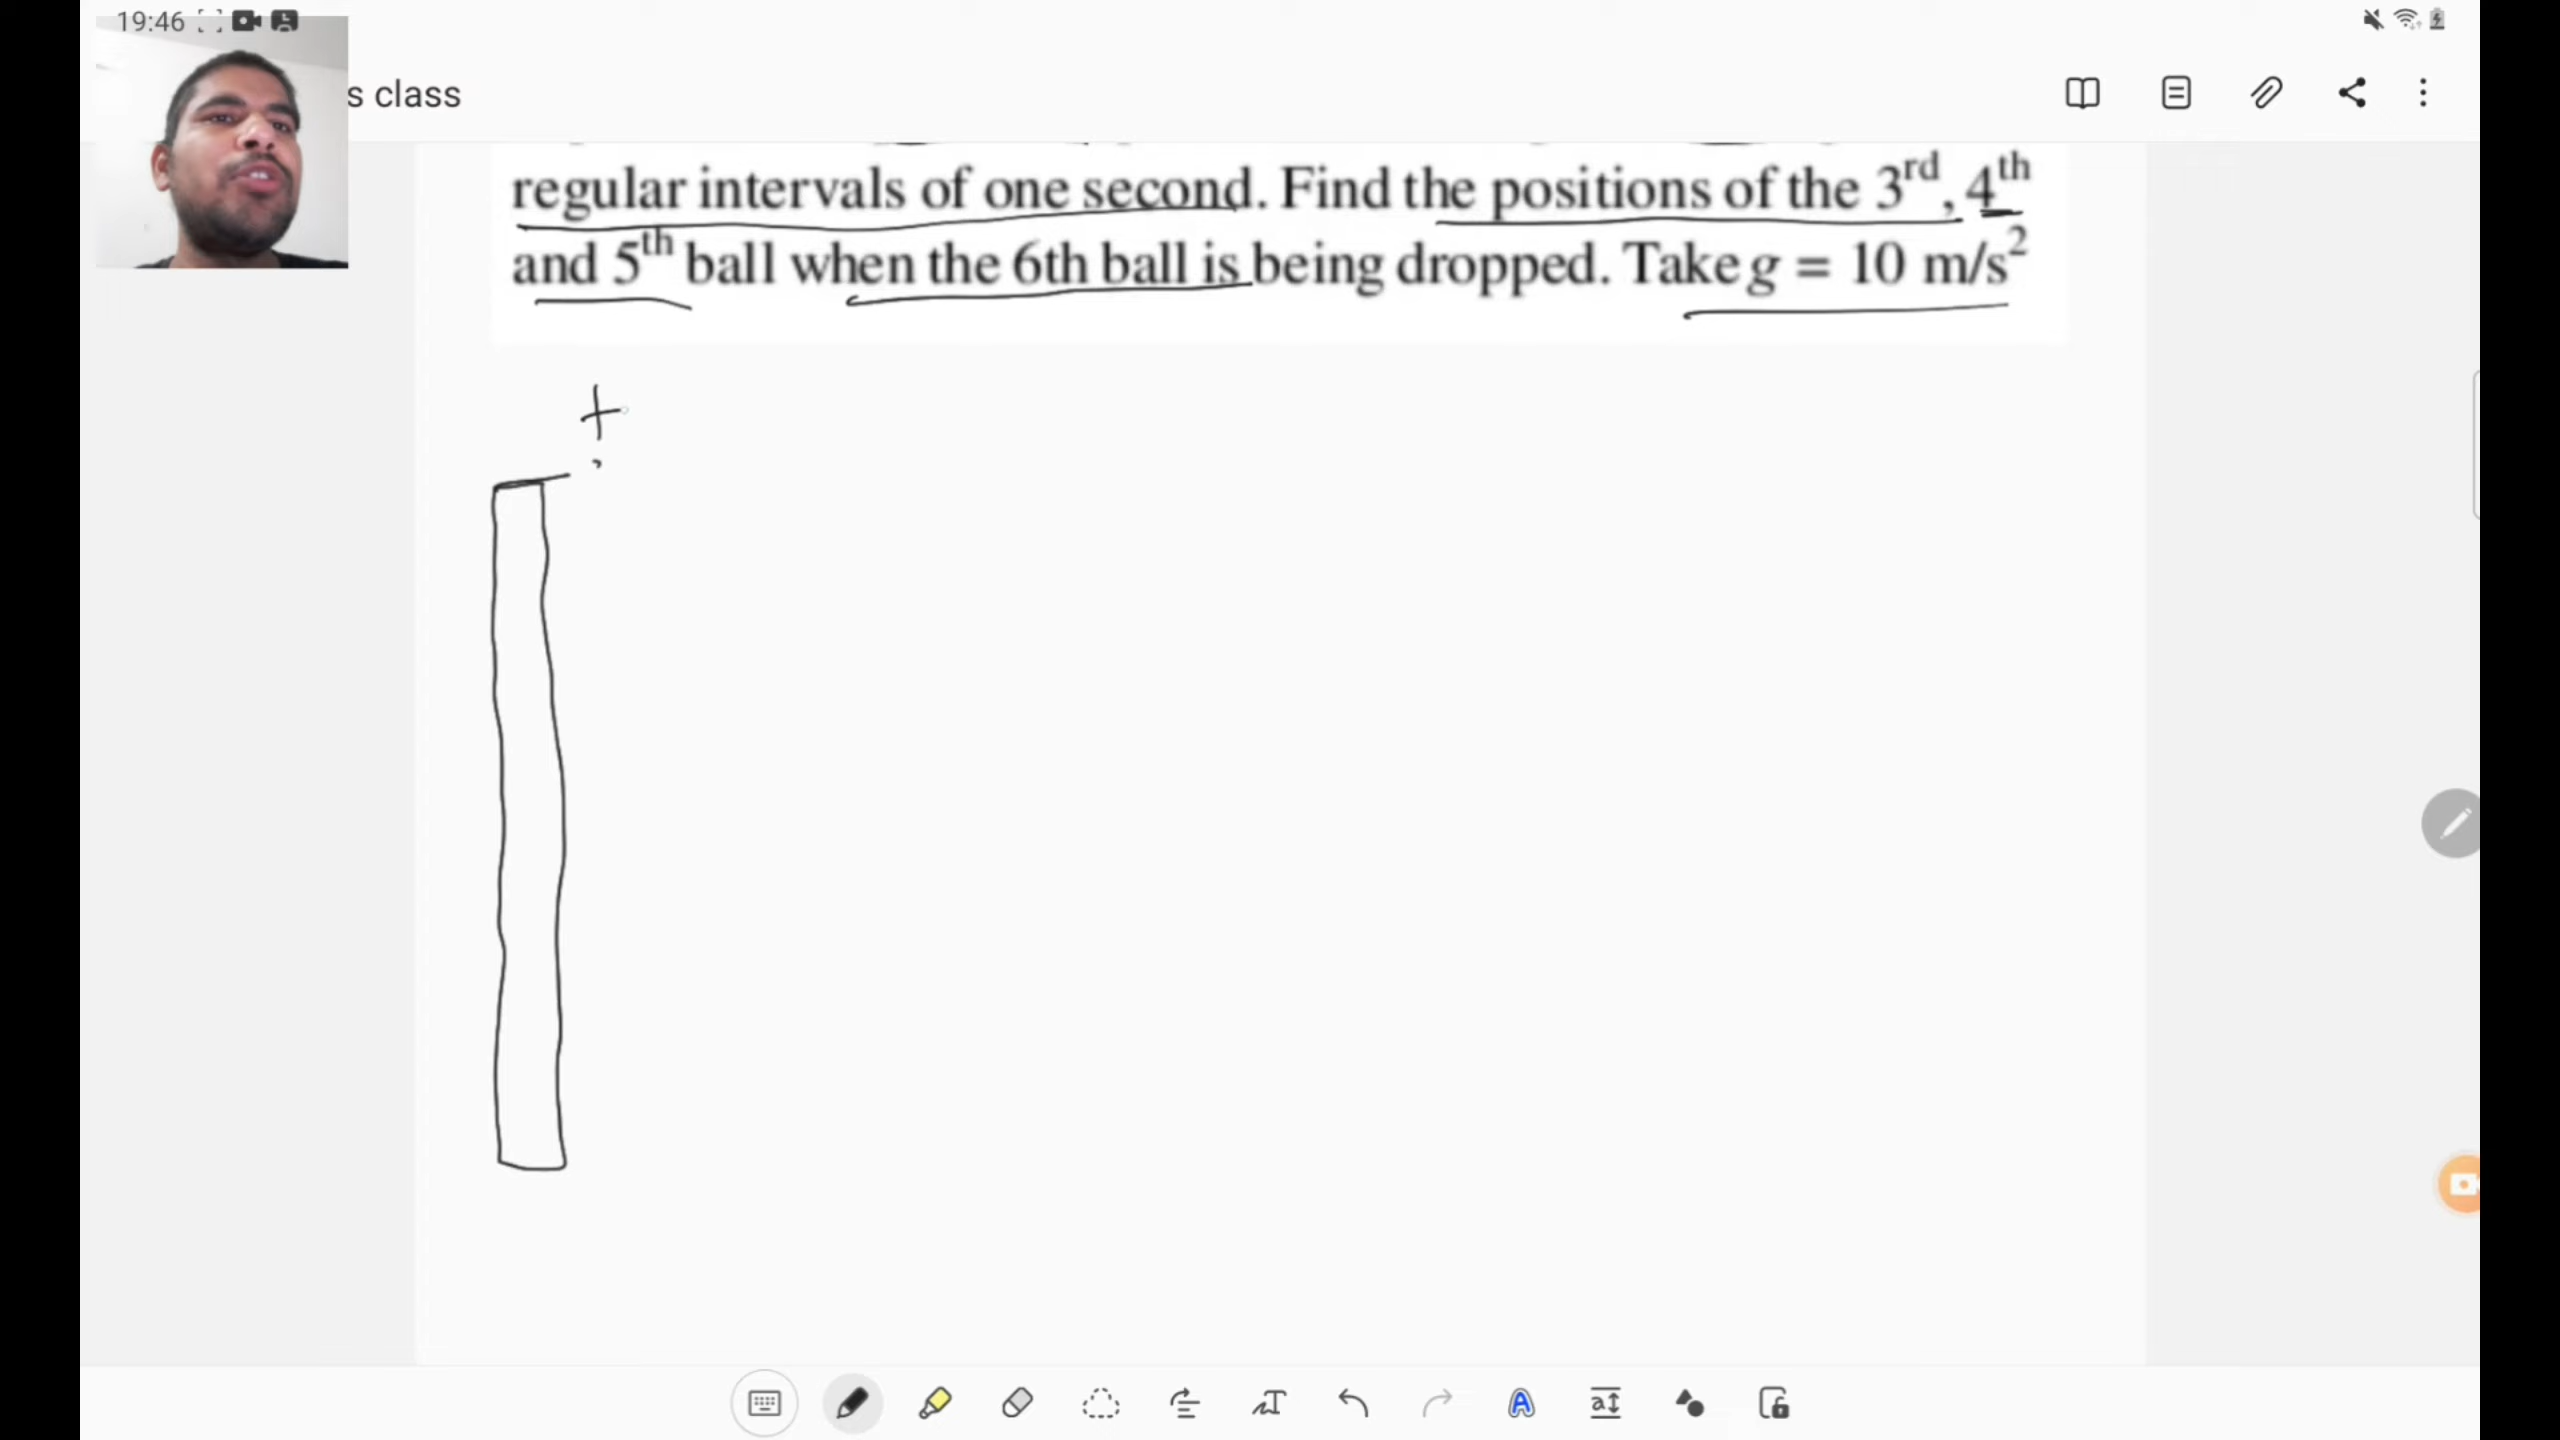 19:46
s class
regular intervals of one second. Find the positions of the 3rd, 4th
and 5th ball when the 6th ball is being dropped. Take g = 10 m/s2
+